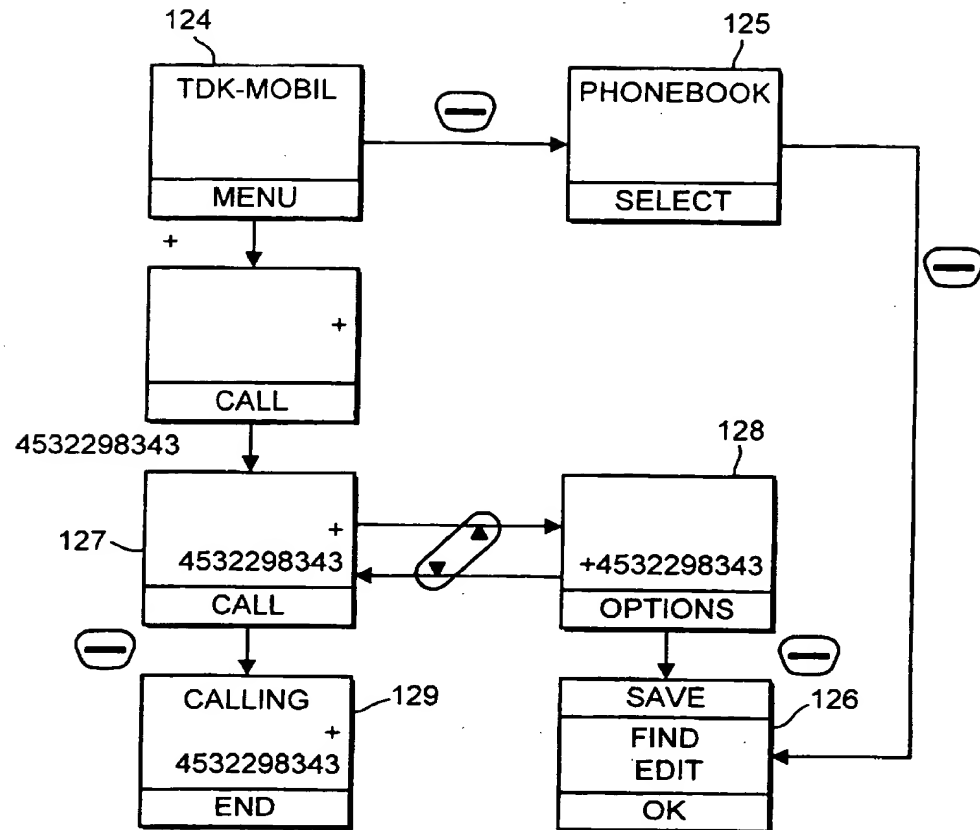 124
125
TDK-MOBIL
MENU
PHONEBOOK
SELECT
+
+
CALL
4532298343
128
127
+
4532298343
CALL
+4532298343
OPTIONS
CALLING
+
4532298343
END
129
SAVE
FIND
EDIT
OK
126